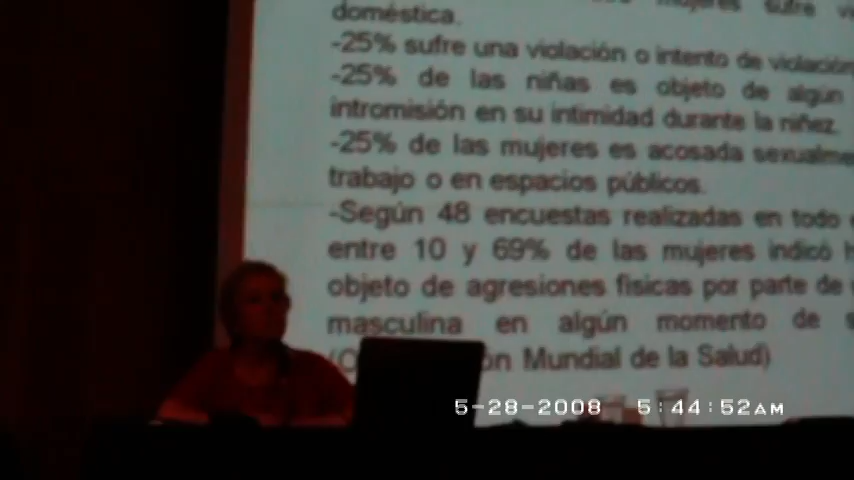 mujeres sufre
doméstica.
-25% sufre una violación o intento de violación
-25% de las niñas es objeto de algún
intromisión en su intimidad durante la niñez.
-25% de las mujeres es acosada
trabajo o en espacios públicos.
-Según 48 encuestas realizadas en todo
entre 10 y 69% de las mujeres indicó
objeto de agresiones físicas por parte de
masculina en algún momento de
Mundial de la Salud)
5-28-2008 5:44:52AM